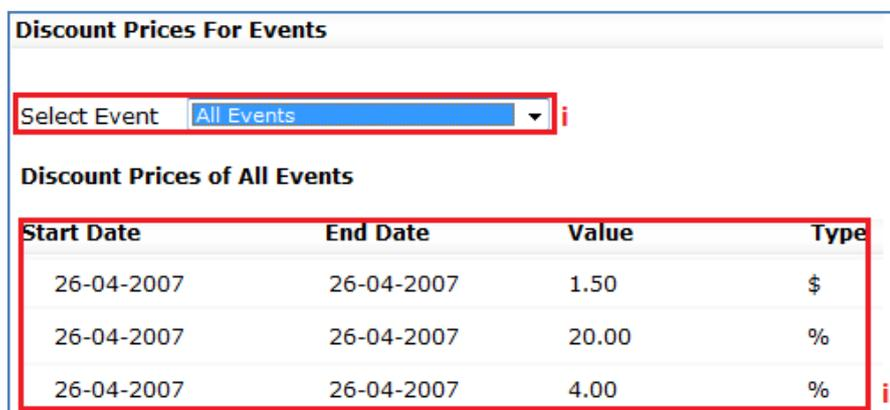 Discount Prices For Events
Select Event All Events i
Discount Prices of All Events
Start Date End Date Value Type
26-04-2007 26-04-2007 1.50 $
26-04-2007 26-04-2007 20.00 %
26-04-2007 26-04-2007 4.00 % i